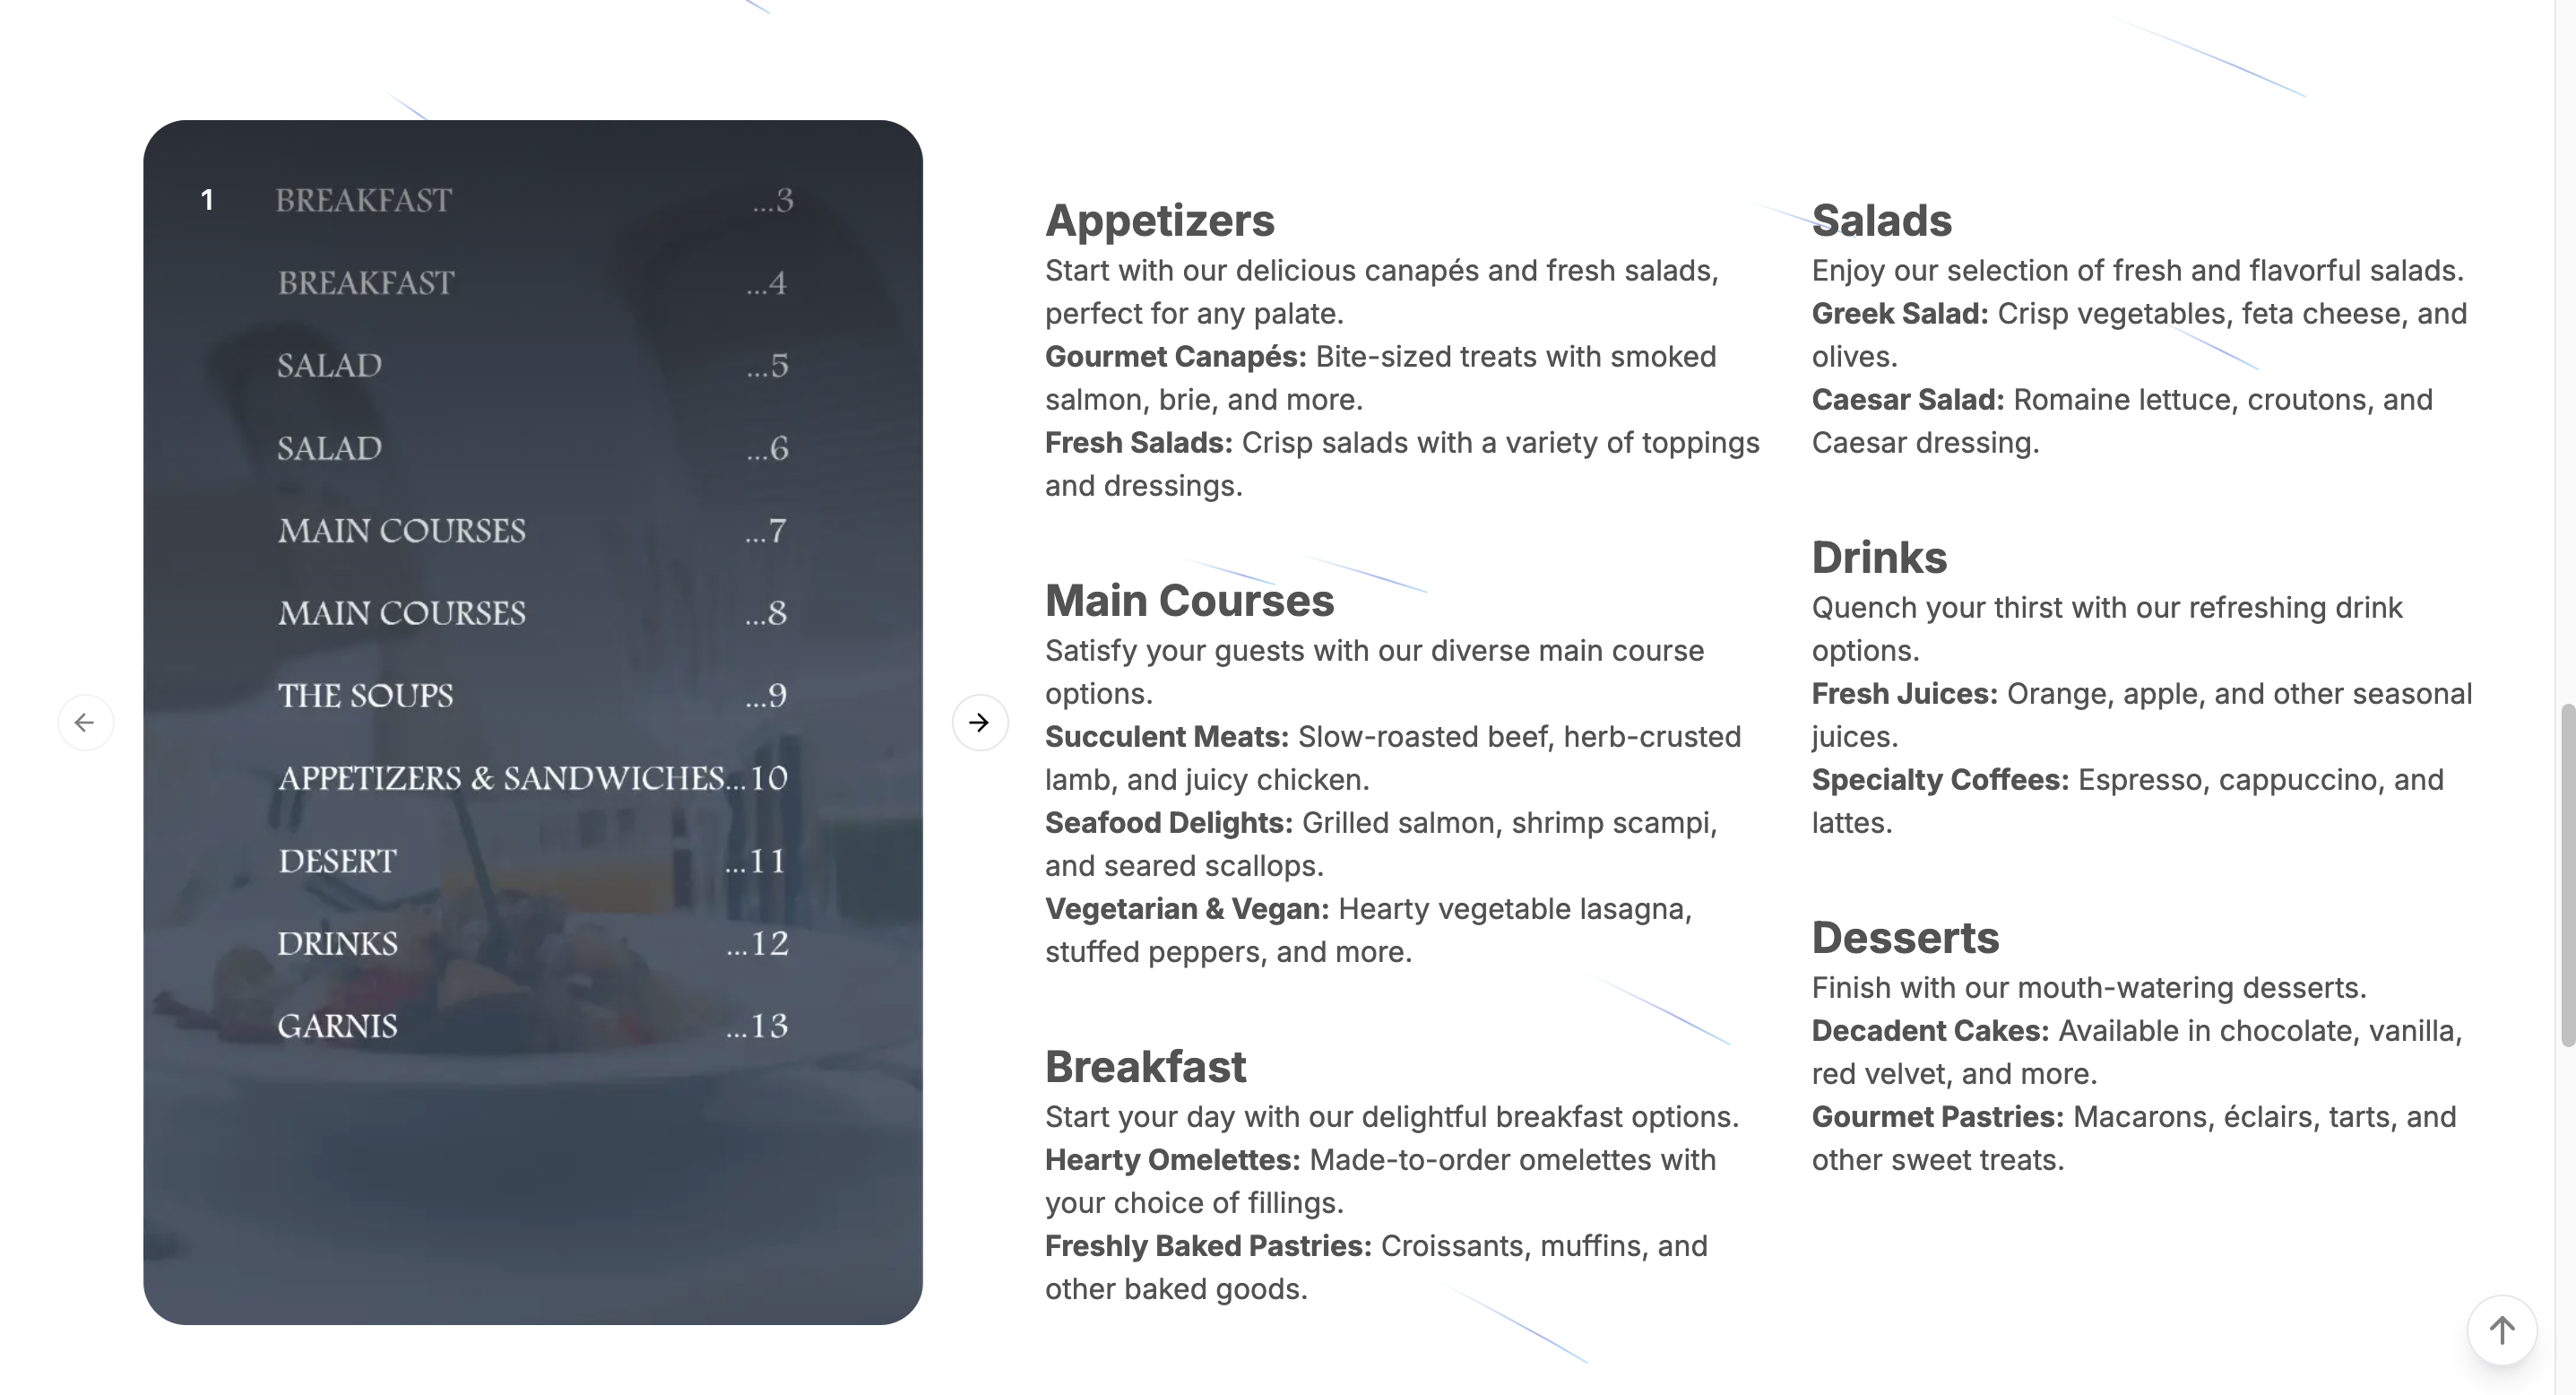 1
BREAKFAST ...3
BREAKFAST ...4
SALAD ...5
SALAD ...6
MAIN COURSES ...7
MAIN COURSES ...8
THE SOUPS ...9
APPETIZERS & SANDWICHES...10
DESERT ...11
DRINKS ...12
GARNIS ...13
Appetizers
Start with our delicious canapés and fresh salads,
perfect for any palate.
Gourmet Canapés: Bite-sized treats with smoked
salmon, brie, and more.
Fresh Salads: Crisp salads with a variety of toppings
and dressings.
Main Courses
Satisfy your guests with our diverse main course
options.
Succulent Meats: Slow-roasted beef, herb-crusted
lamb, and juicy chicken.
Seafood Delights: Grilled salmon, shrimp scampi,
and seared scallops.
Vegetarian & Vegan: Hearty vegetable lasagna,
stuffed peppers, and more.
Breakfast
Start your day with our delightful breakfast options.
Hearty Omelettes: Made-to-order omelettes with
your choice of fillings.
Freshly Baked Pastries: Croissants, muffins, and
other baked goods.
Salads
Enjoy our selection of fresh and flavorful salads.
Greek Salad: Crisp vegetables, feta cheese, and
olives.
Caesar Salad: Romaine lettuce, croutons, and
Caesar dressing.
Drinks
Quench your thirst with our refreshing drink
options.
Fresh Juices: Orange, apple, and other seasonal
juices.
Specialty Coffees: Espresso, cappuccino, and
lattes.
Desserts
Finish with our mouth-watering desserts.
Decadent Cakes: Available in chocolate, vanilla,
red velvet, and more.
Gourmet Pastries: Macarons, éclairs, tarts, and
other sweet treats.